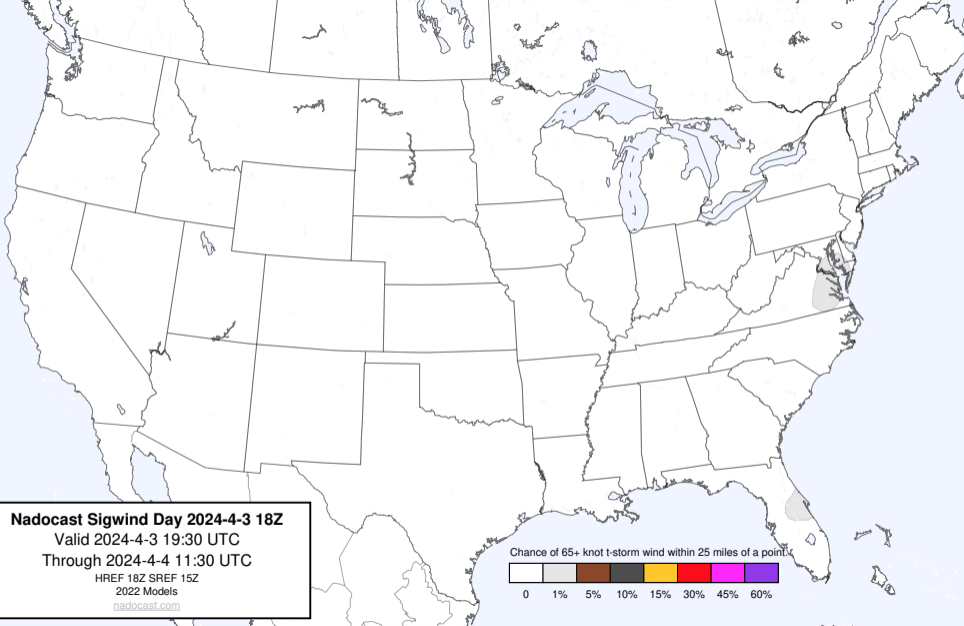 Nadocast Sigwind Day 2024-4-3 18Z
Valid 2024-4-3 19:30 UTC
Through 2024-4-4 11:30 UTC
HREF 18Z SREF 15Z
2022 Models
nadocast.com
Chance of 65+ knot t-storm wind within 25 miles of a point.
0 1% 5% 10% 15% 30% 45% 60%